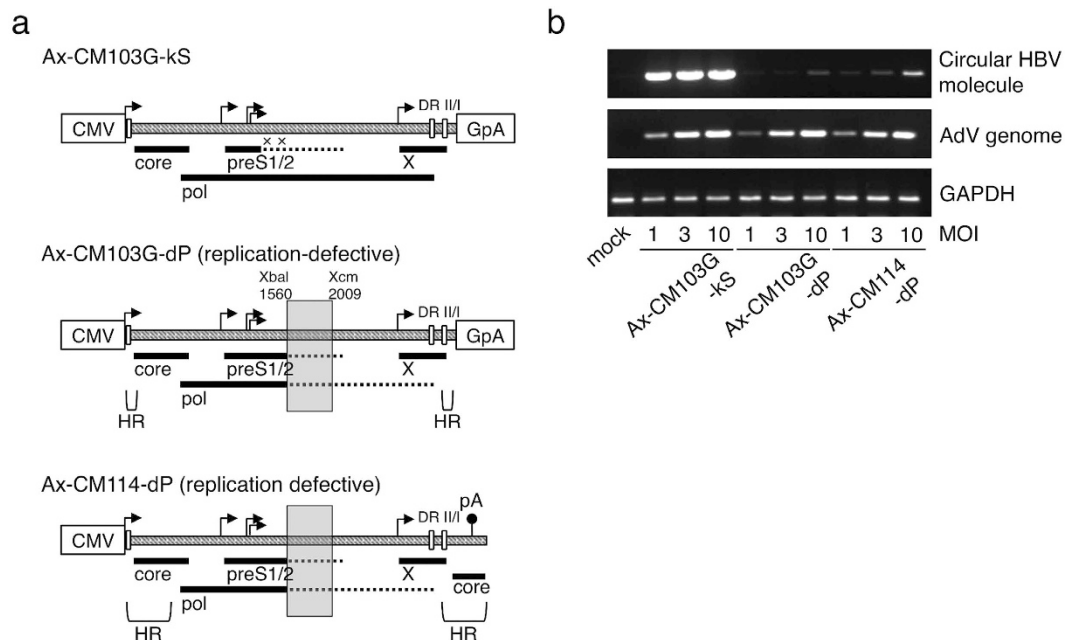 a
Ax-CM103G-kS
DR II/I
CMV
GpA
× ×
core
preS1/2
X
pol
Ax-CM103G-dP (replication-defective)
XbaI
1560
Xcm
2009
DR II/I
CMV
GpA
core
preS1/2
X
pol
HR
HR
Ax-CM114-dP (replication defective)
pA
DR II/I
CMV
core
preS1/2
X
core
pol
HR
HR
b
Circular HBV
molecule
AdV genome
GAPDH
mock
1 3 10 1 3 10 1 3 10 MOI
Ax-CM103G
-kS
Ax-CM103G
-dP
Ax-CM114
-dP